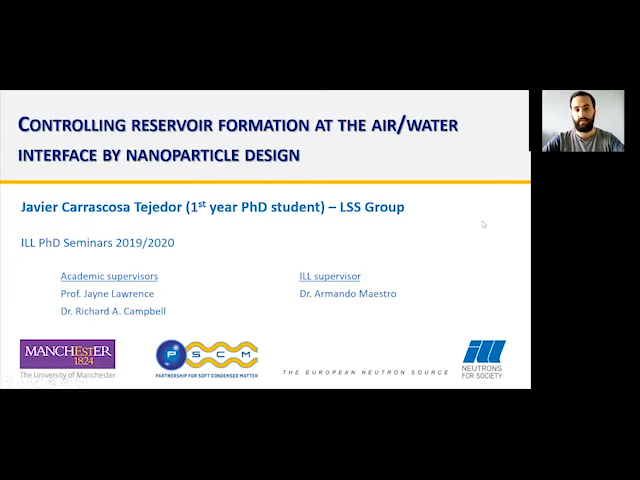 CONTROLLING RESERVOIR FORMATION AT THE AIR/WATER
INTERFACE BY NANOPARTICLE DESIGN
Javier Carrascosa Tejedor (1st year PhD student) – LSS Group
ILL PhD Seminars 2019/2020
Academic supervisors
Prof. Jayne Lawrence
Dr. Richard A. Campbell
ILL supervisor
Dr. Armando Maestro
MANCHESTER
1824
The University of Manchester
PSCM
PARTNERSHIP FOR SOFT CONDENSED MATTER
THE EUROPEAN NEUTRON SOURCE
ill
NEUTRONS
FOR SOCIETY